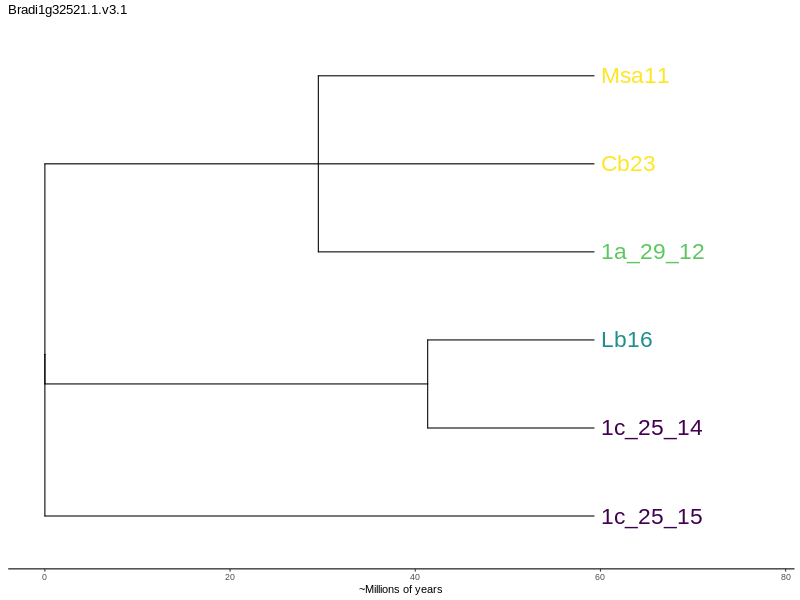 Bradi1g32521.1.v3.1
Msa11
Cb23
1a_29_12
Lb16
1c_25_14
1c_25_15
0 20 40 60 80
~Millions of years